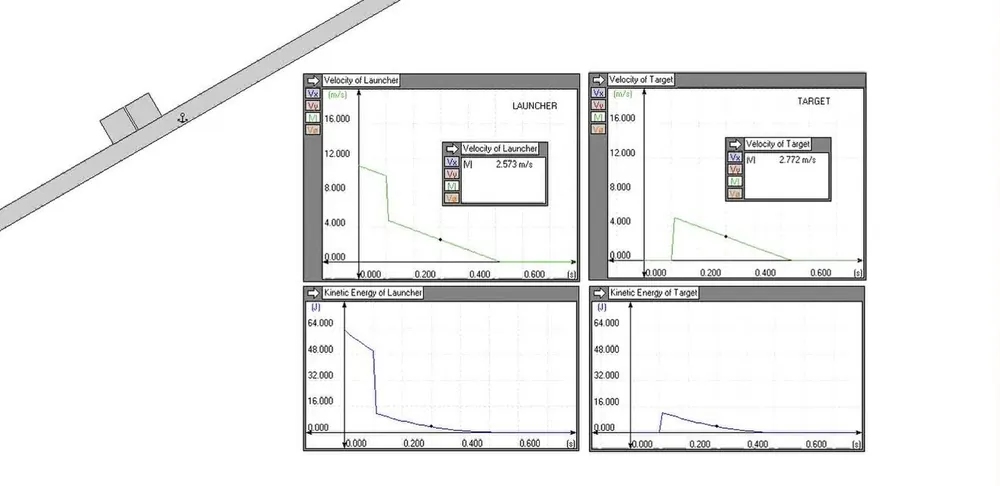 Velocity of Launcher
Vx
Vy
|V|
Vø
(m/s)
16.000
12.000
8.000
4.000
0.000
0.000 0.200 0.400 0.600 (s)
LAUNCHER
Velocity of Launcher
Vx
Vy
|V|
Vø
|V| 2.573 m/s
Velocity of Target
Vx
Vy
|V|
Vø
(m/s)
16.000
12.000
8.000
4.000
0.000
0.000 0.200 0.400 0.600 (s)
TARGET
Velocity of Target
Vx
Vy
|V|
Vø
|V| 2.772 m/s
Kinetic Energy of Launcher
(J)
64.000
48.000
32.000
16.000
0.000
0.000 0.200 0.400 0.600 (s)
Kinetic Energy of Target
(J)
64.000
48.000
32.000
16.000
0.000
0.000 0.200 0.400 0.600 (s)